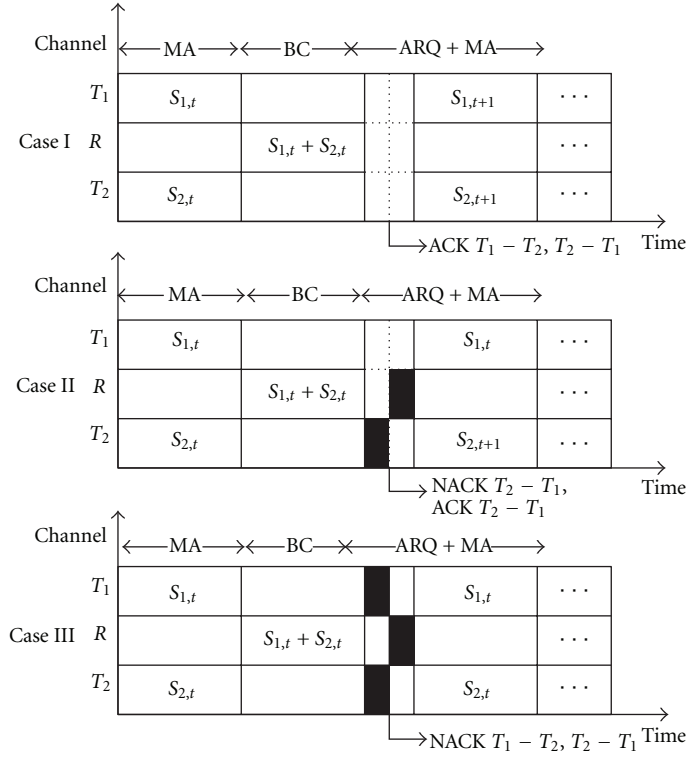 Channel
MA BC ARQ + MA
T1 S1,t S1,t+1 · · ·
Case I R S1,t + S2,t · · ·
T2 S2,t S2,t+1 · · ·
ACK T1 − T2, T2 − T1 Time
Channel
MA BC ARQ + MA
T1 S1,t S1,t · · ·
Case II R S1,t + S2,t · · ·
T2 S2,t S2,t+1 · · ·
NACK T2 − T1, Time
ACK T2 − T1
Channel
MA BC ARQ + MA
T1 S1,t S1,t · · ·
Case III R S1,t + S2,t · · ·
T2 S2,t S2,t · · ·
NACK T1 − T2, T2 − T1 Time